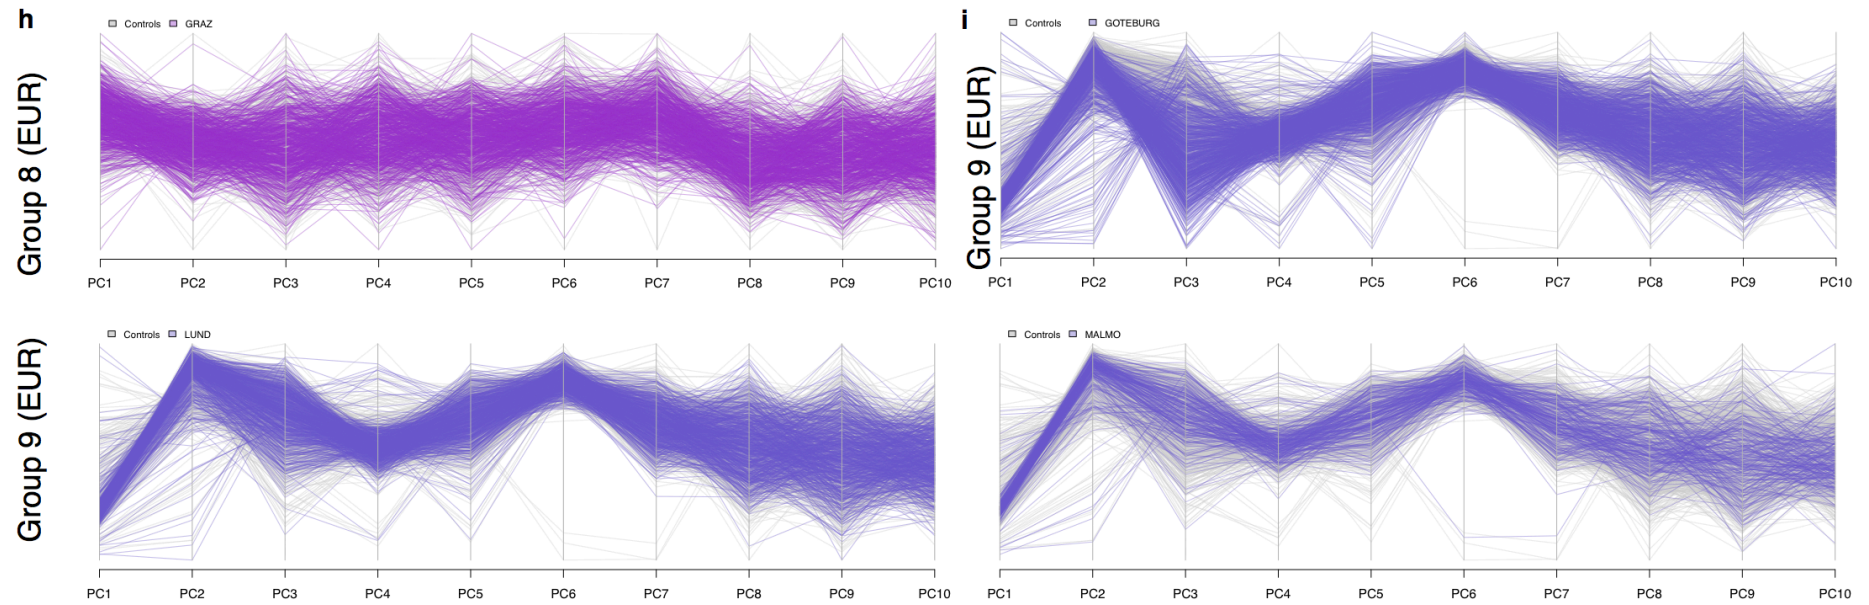 h
Controls GRAZ
Group 8 (EUR)
PC1 PC2 PC3 PC4 PC5 PC6 PC7 PC8 PC9 PC10
i
Controls GOTEBURG
Group 9 (EUR)
PC1 PC2 PC3 PC4 PC5 PC6 PC7 PC8 PC9 PC10
Controls LUND
Group 9 (EUR)
PC1 PC2 PC3 PC4 PC5 PC6 PC7 PC8 PC9 PC10
Controls MALMO
PC1 PC2 PC3 PC4 PC5 PC6 PC7 PC8 PC9 PC10